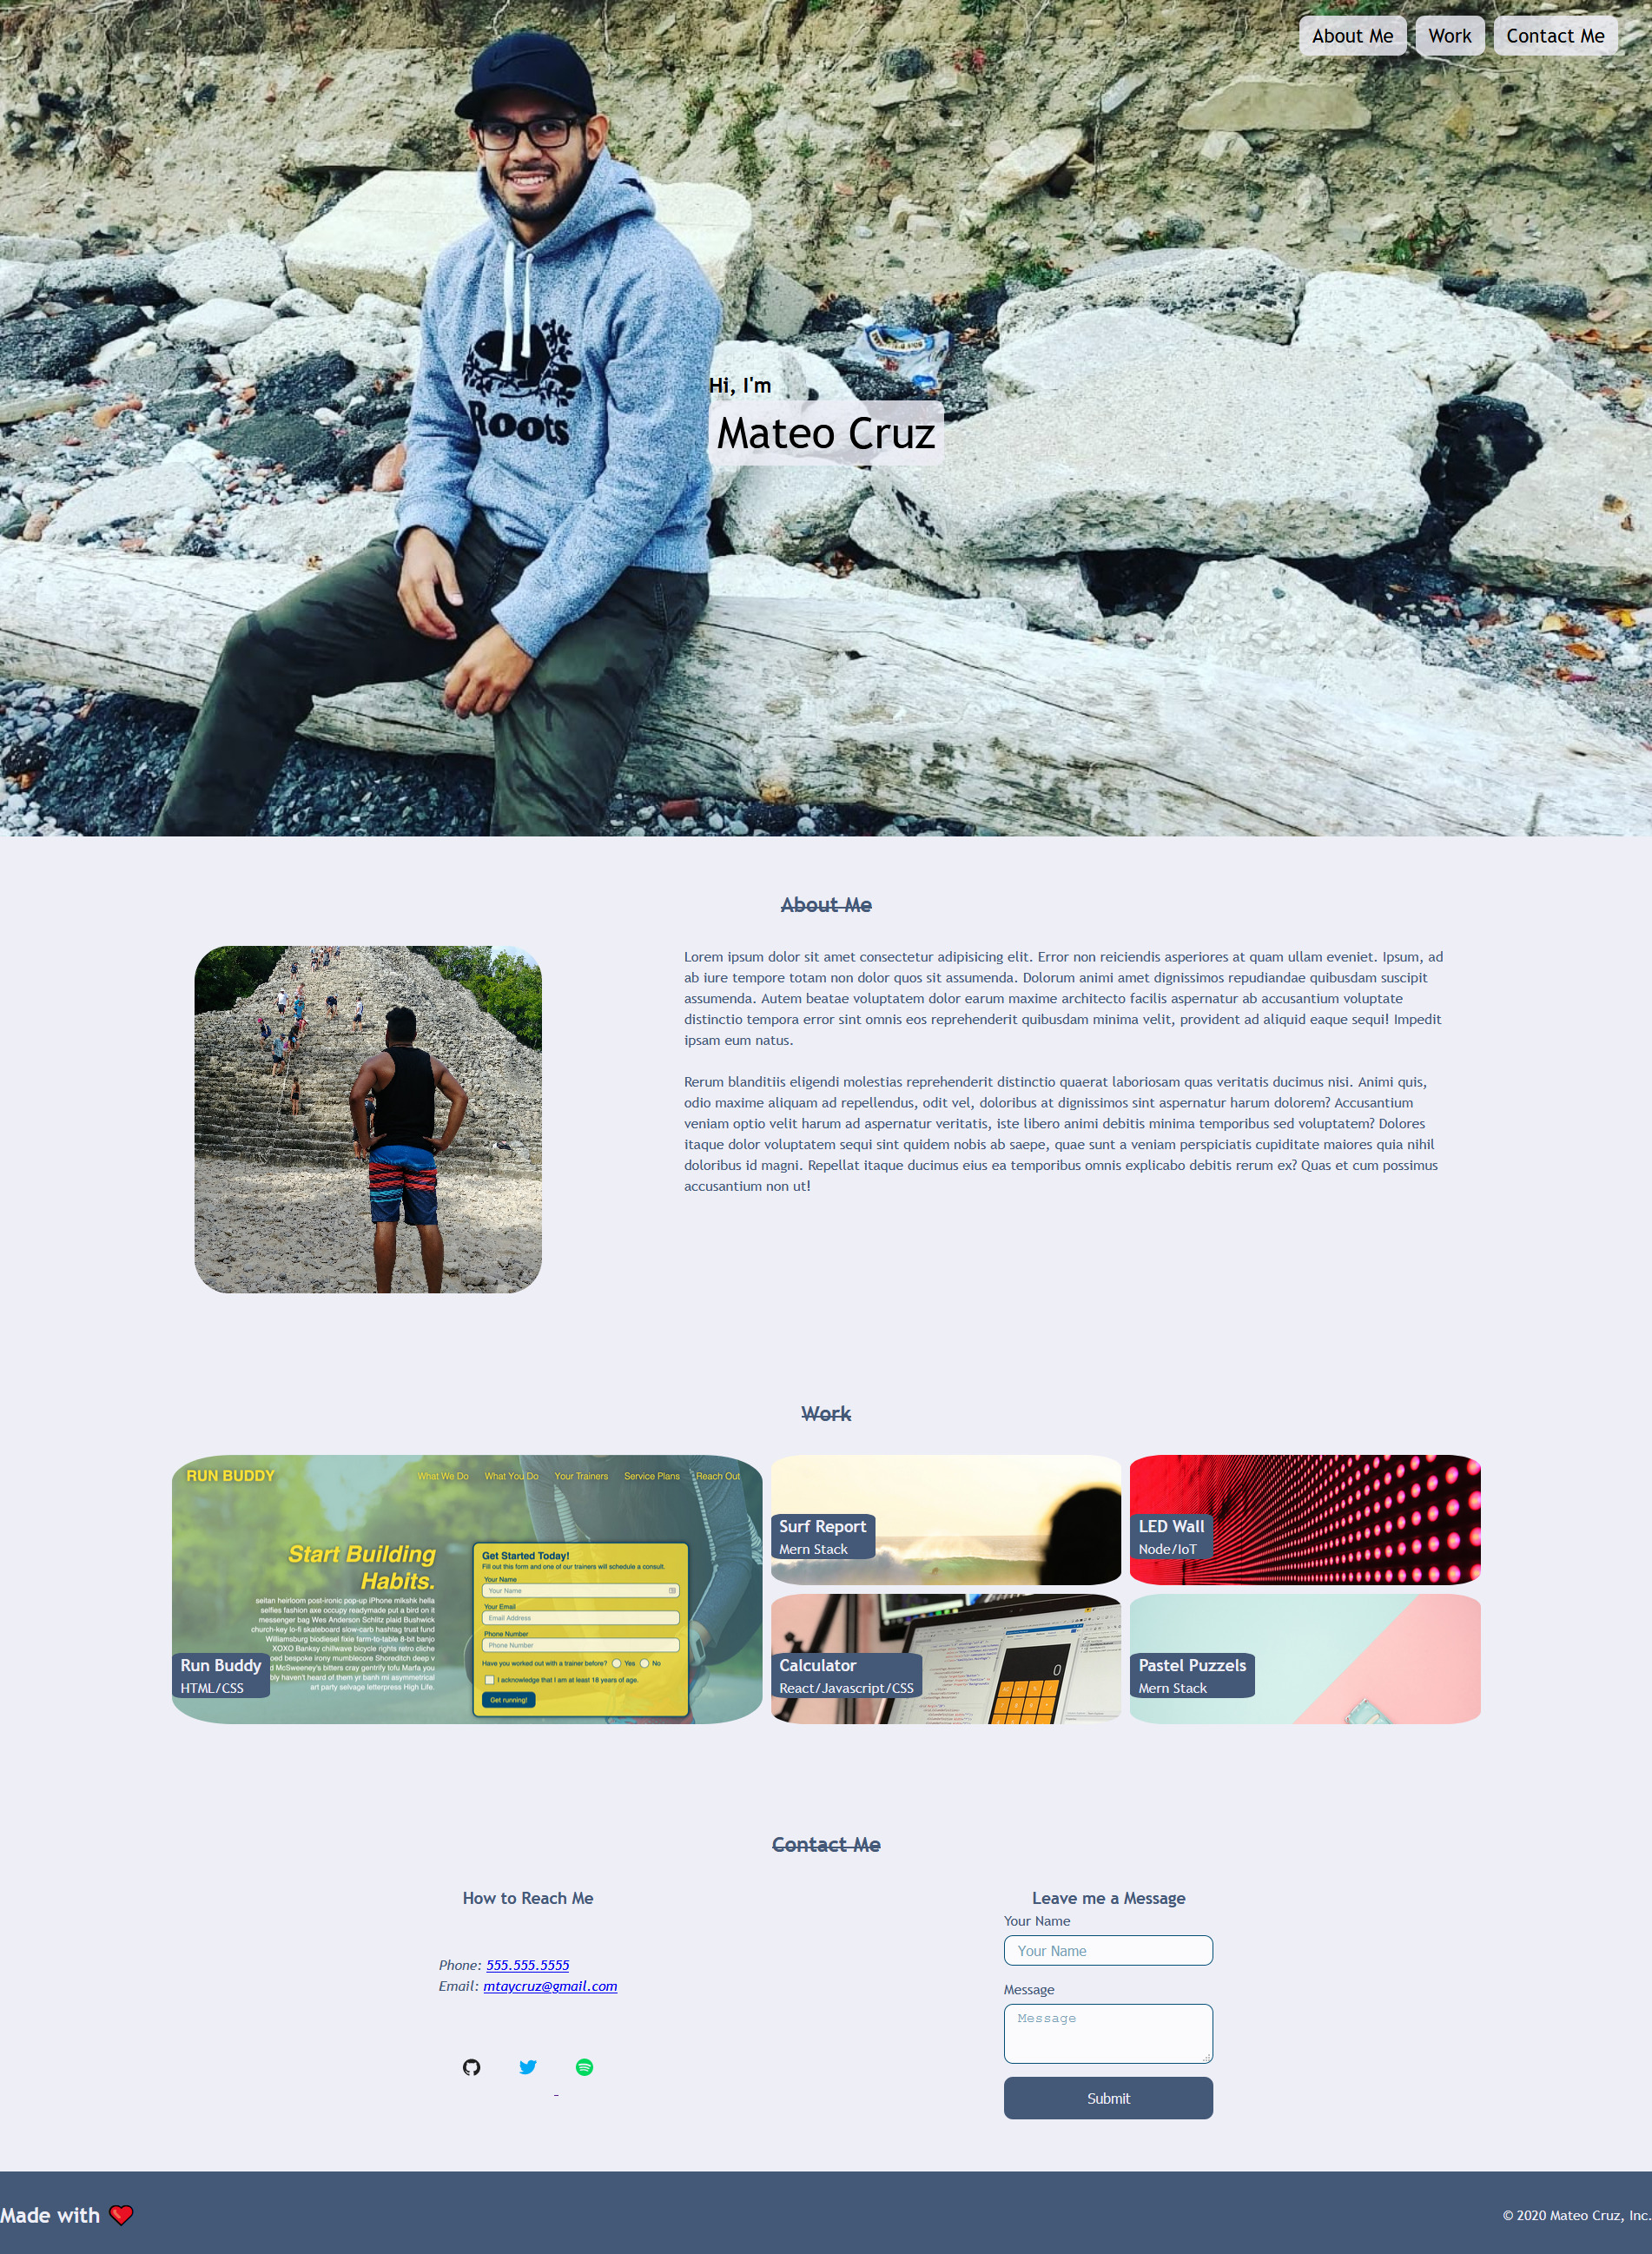 About Me
Work
Contact Me
Roots
Hi, I'm
Mateo Cruz
About Me
Lorem ipsum dolor sit amet consectetur adipisicing elit. Error non reiciendis asperiores at quam ullam eveniet. Ipsum, ad
ab iure tempore totam non dolor quos sit assumenda. Dolorum animi amet dignissimos repudiandae quibusdam suscipit
assumenda. Autem beatae voluptatem dolor earum maxime architecto facilis aspernatur ab accusantium voluptate
distinctio tempora error sint omnis eos reprehenderit quibusdam minima velit, provident ad aliquid eaque sequi! Impedit
ipsam eum natus.
Rerum blanditiis eligendi molestias reprehenderit distinctio quaerat laboriosam quas veritatis ducimus nisi. Animi quis,
odio maxime aliquam ad repellendus, odit vel, doloribus at dignissimos sint aspernatur harum dolorem? Accusantium
veniam optio velit harum ad aspernatur veritatis, iste libero animi debitis minima temporibus sed voluptatem? Dolores
itaque dolor voluptatem sequi sint quidem nobis ab saepe, quae sunt a veniam perspiciatis cupiditate maiores quia nihil
doloribus id magni. Repellat itaque ducimus eius ea temporibus omnis explicabo debitis rerum ex? Quas et cum possimus
accusantium non ut!
Work
RUN BUDDY
What We Do
What You Do
Your Trainers
Service Plans
Reach Out
Start Building
Habits.
seitan heirloom post-ironic pop-up iPhone mlkshk hella
selfies fashion axe occupy readymade put a bird on it
messenger bag Wes Anderson Schlitz plaid Bushwick
church-key lo-fi skateboard slow-carb hashtag trust fund
Williamsburg biodiesel fixie farm-to-table 8-bit banjo
XOXO Banksy chillwave bicycle rights retro cliche
bespoke irony mumblecore Shoreditch deep v
McSweeney's bitters cray gentrify tofu Marfa you
haven't heard of them yr banh mi asymmetrical
art party selvage letterpress High Life.
Get Started Today!
Fill out this form and one of our trainers will schedule a consult.
Your Name
Your Name
Your Email
Email Address
Phone Number
Phone Number
Have you worked out with a trainer before? Yes No
I acknowledge that I am at least 18 years of age.
Get running!
Run Buddy
HTML/CSS
Surf Report
Mern Stack
LED Wall
Node/IoT
Calculator
React/Javascript/CSS
0
Pastel Puzzels
Mern Stack
Contact Me
How to Reach Me
Phone: 555.555.5555
Email: mtaycruz@gmail.com
Leave me a Message
Your Name
Your Name
Message
Message
Submit
Made with ❤️
© 2020 Mateo Cruz, Inc.